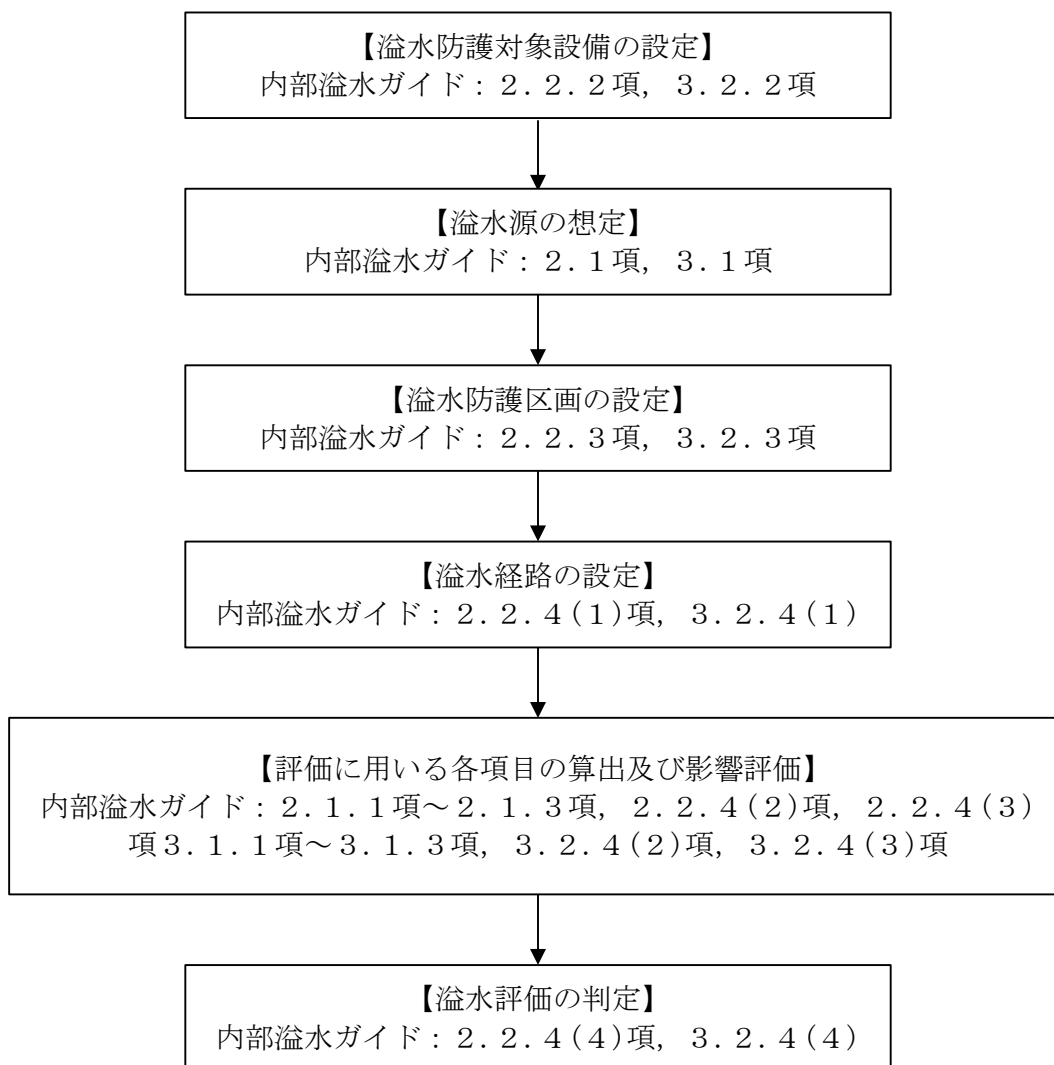 【溢水防護対象設備の設定】
内部溢水ガイド：２．２．２項，３．２．２項
【溢水源の想定】
内部溢水ガイド：２．１項，３．１項
【溢水防護区画の設定】
内部溢水ガイド：２．２．３項，３．２．３項
【溢水経路の設定】
内部溢水ガイド：２．２．４(１)項，３．２．４(１)
【評価に用いる各項目の算出及び影響評価】
内部溢水ガイド：２．１．１項～２．１．３項，２．２．４(２)項，２．２．４(３)
項３．１．１項～３．１．３項，３．２．４(２)項，３．２．４(３)項
【溢水評価の判定】
内部溢水ガイド：２．２．４(４)項，３．２．４(４)